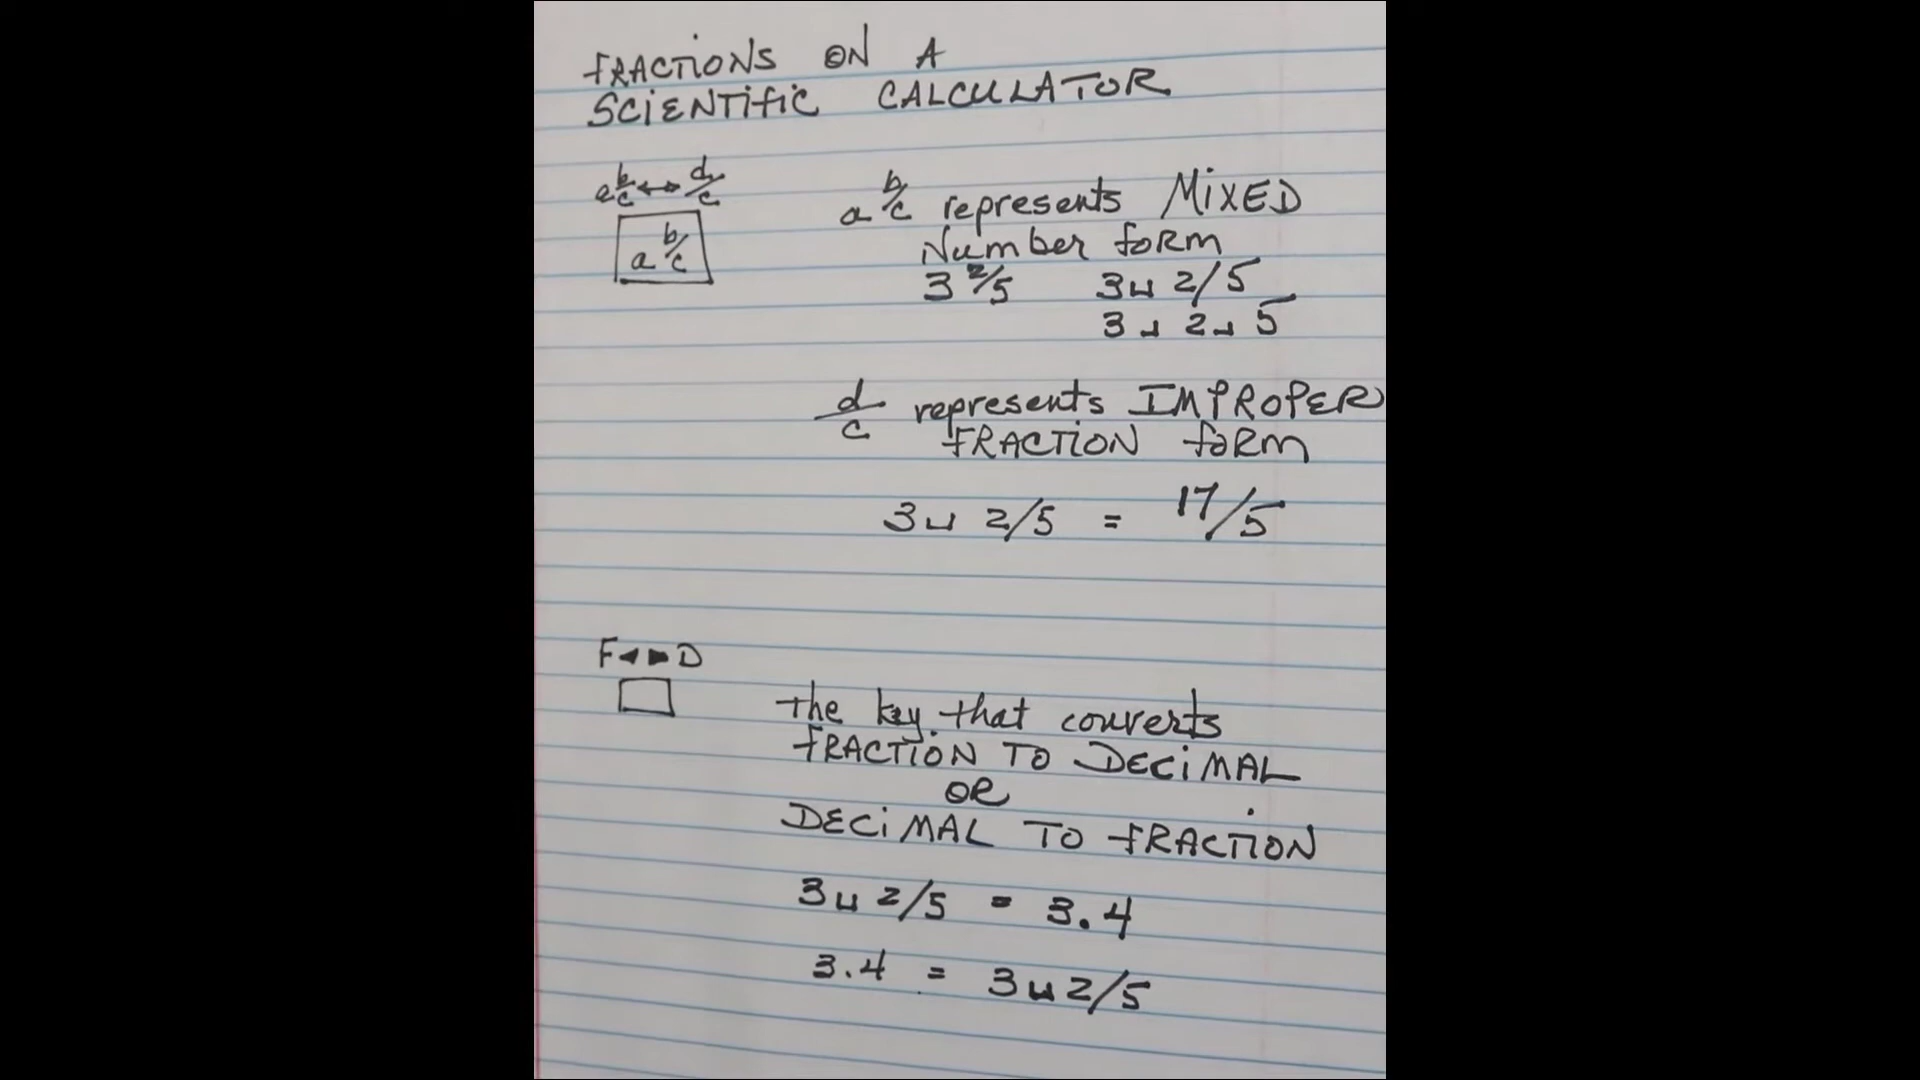 FRACTIONS ON A
SCIENTIFIC CALCULATOR
a b/c ↔ d/c
a b/c
a b/c represents MIXED
Number form
3 2/5 3⊔ 2/5
3 ⅃ 2 ⅃ 5
d/c represents IMPROPER
FRACTION form
3⊔ 2/5 = 17/5
F◄►D
the key that converts
FRACTION TO DECIMAL
OR
DECIMAL TO FRACTION
3⊔ 2/5 = 3.4
3.4 = 3⊔2/5